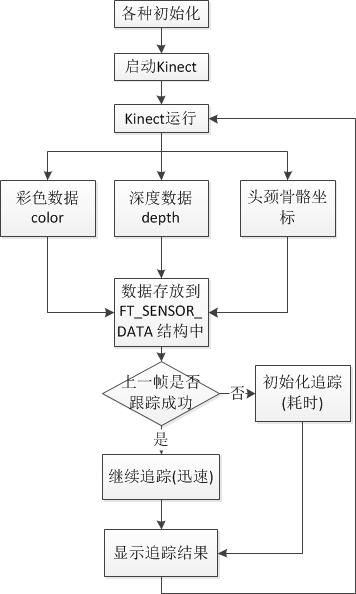 各种初始化
启动Kinect
Kinect运行
彩色数据
color
深度数据
depth
头颈骨骼坐
标
数据存放到
FT_SENSOR_
DATA 结构中
上一帧是否
跟踪成功
否
初始化追踪
(耗时)
是
继续追踪(迅速)
显示追踪结果